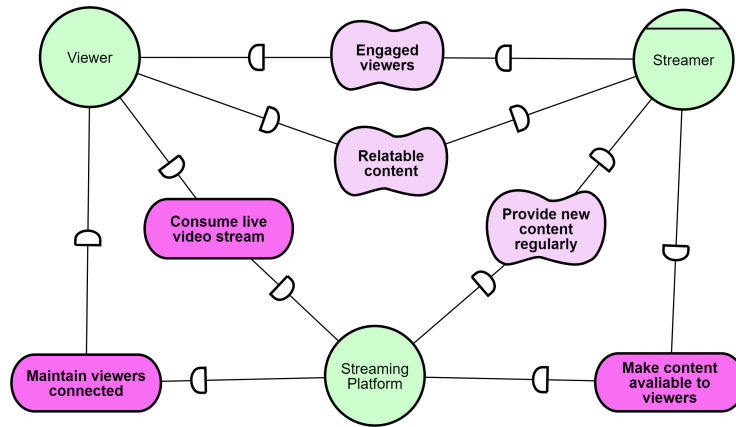 Viewer
Engaged
viewers
Streamer
Relatable
content
Consume live
video stream
Provide new
content
regularly
Maintain viewers
connected
Streaming
Platform
Make content
avaliable to
viewers